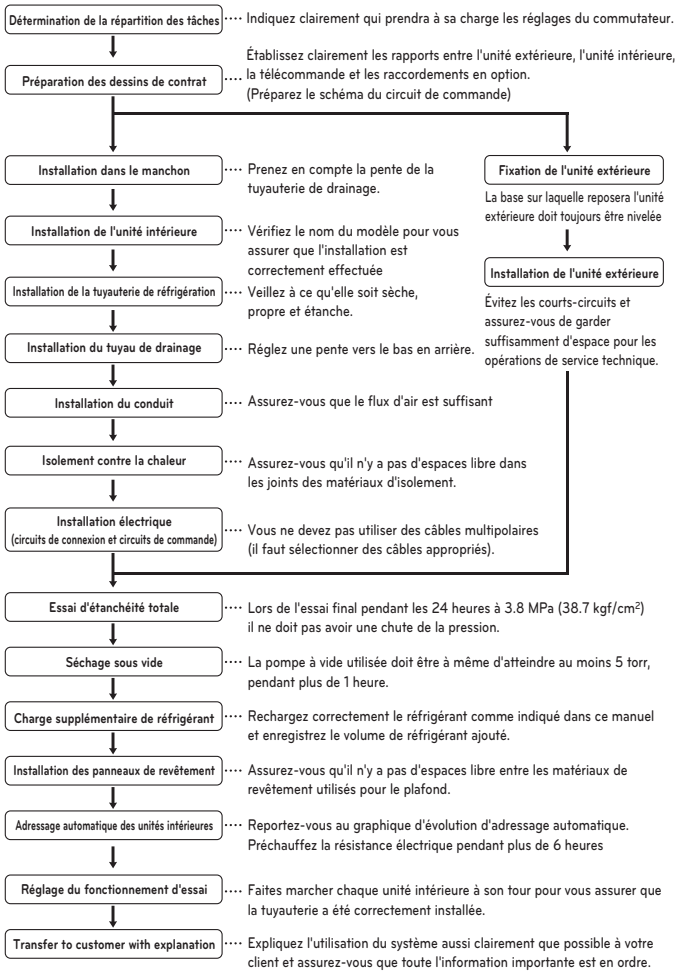 Détermination de la répartition des tâches ···· Indiquez clairement qui prendra à sa charge les réglages du commutateur.
Préparation des dessins de contrat ····
Établissez clairement les rapports entre l'unité extérieure, l'unité intérieure,
la télécommande et les raccordements en option.
(Préparez le schéma du circuit de commande)
Installation dans le manchon ···· Prenez en compte la pente de la
tuyauterie de drainage.
Fixation de l'unité extérieure
La base sur laquelle reposera l'unité
extérieure doit toujours être nivelée
Installation de l'unité intérieure ···· Vérifiez le nom du modèle pour vous
assurer que l'installation est
correctement effectuée
Installation de l'unité extérieure
Évitez les courts-circuits et
assurez-vous de garder
suffisamment d'espace pour les
opérations de service technique.
Installation de la tuyauterie de réfrigération ···· Veillez à ce qu'elle soit sèche,
propre et étanche.
Installation du tuyau de drainage ···· Réglez une pente vers le bas en arrière.
Installation du conduit ···· Assurez-vous que le flux d'air est suffisant
Isolement contre la chaleur ···· Assurez-vous qu'il n'y a pas d'espaces libre dans
les joints des matériaux d'isolement.
Installation électrique
(circuits de connexion et circuits de commande)
···· Vous ne devez pas utiliser des câbles multipolaires
(il faut sélectionner des câbles appropriés).
Essai d'étanchéité totale ···· Lors de l'essai final pendant les 24 heures à 3.8 MPa (38.7 kgf/cm²)
il ne doit pas avoir une chute de la pression.
Séchage sous vide ···· La pompe à vide utilisée doit être à même d'atteindre au moins 5 torr,
pendant plus de 1 heure.
Charge supplémentaire de réfrigérant ···· Rechargez correctement le réfrigérant comme indiqué dans ce manuel
et enregistrez le volume de réfrigérant ajouté.
Installation des panneaux de revêtement ···· Assurez-vous qu'il n'y a pas d'espaces libre entre les matériaux de
revêtement utilisés pour le plafond.
Adressage automatique des unités intérieures ···· Reportez-vous au graphique d'évolution d'adressage automatique.
Préchauffez la résistance électrique pendant plus de 6 heures
Réglage du fonctionnement d'essai ···· Faites marcher chaque unité intérieure à son tour pour vous assurer que
la tuyauterie a été correctement installée.
Transfer to customer with explanation ···· Expliquez l'utilisation du système aussi clairement que possible à votre
client et assurez-vous que toute l'information importante est en ordre.